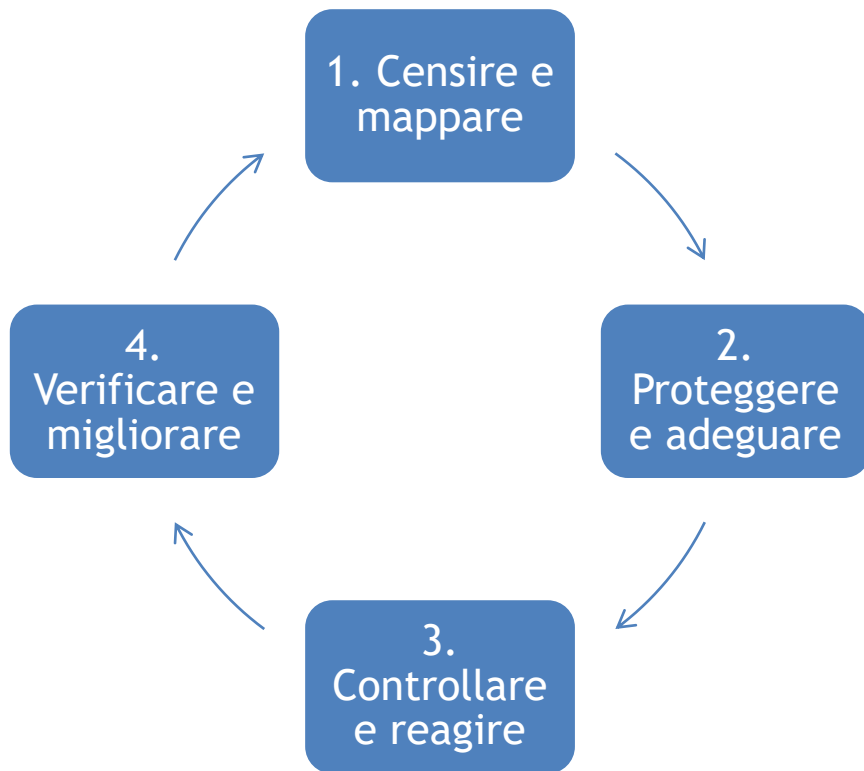 1. Censire e
mappare
2.
Proteggere
e adeguare
3.
Controllare
e reagire
4.
Verificare e
migliorare